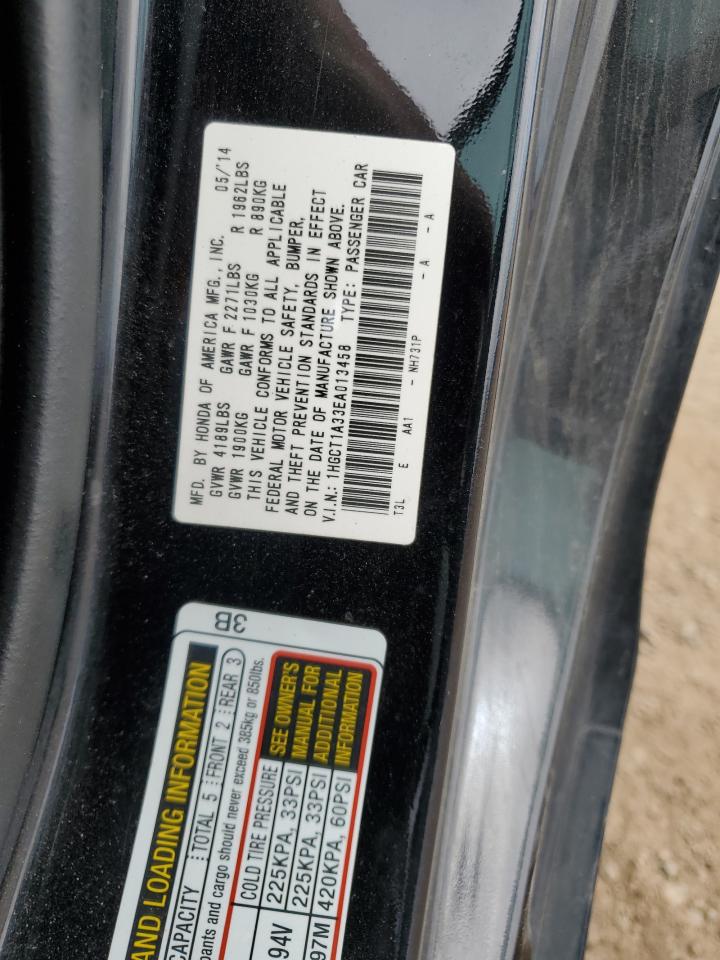 MFD. BY HONDA OF AMERICA MFG., INC. 05/'14
GVWR 4189LBS GAWR F 2271LBS R 1962LBS
GVWR 1900KG GAWR F 1030KG R 890KG
THIS VEHICLE CONFORMS TO ALL APPLICABLE
FEDERAL MOTOR VEHICLE SAFETY, BUMPER,
AND THEFT PREVENTION STANDARDS IN EFFECT
ON THE DATE OF MANUFACTURE SHOWN ABOVE.
V.I.N.: 1HGCT1A33EA013458 TYPE: PASSENGER CAR
T3L E AA1 - NH731P - A - A
3B
AND LOADING INFORMATION
CAPACITY TOTAL 5 FRONT 2 REAR 3
pants and cargo should never exceed 385kg or 850lbs.
COLD TIRE PRESSURE
94V 225KPA, 33PSI
225KPA, 33PSI
97M 420KPA, 60PSI
SEE OWNER'S
MANUAL FOR
ADDITIONAL
INFORMATION